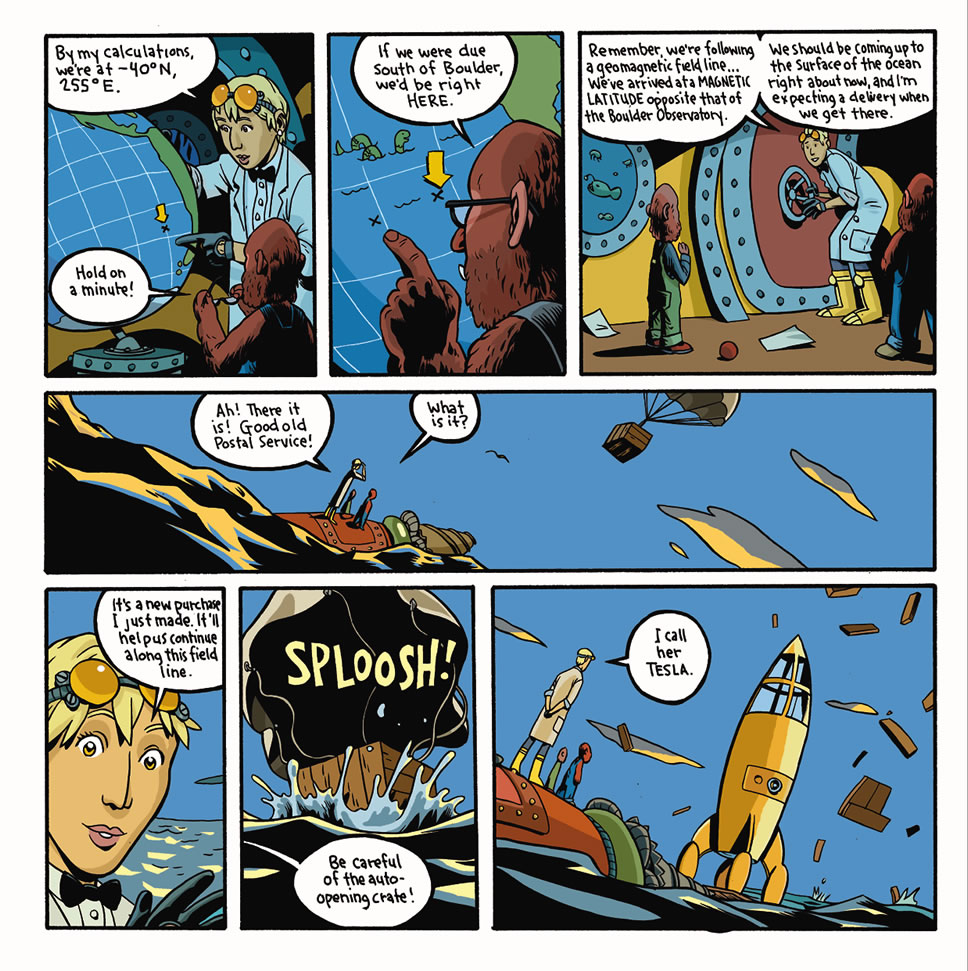 By my calculations,
we're at -40°N,
255°E.
Hold on
a minute!
If we were due
South of Boulder,
we'd be right
HERE.
Remember, we're following
a geomagnetic field line...
We've arrived at a MAGNETIC
LATITUDE opposite that of
the Boulder Observatory.
We should be coming up to
the surface of the ocean
right about now, and I'm
expecting a delivery when
we get there.
Ah! There it
is! Good old
Postal Service!
What
is it?
It's a new purchase
I just made. It'll
help us continue
along this field
line.
SPLOOSH!
Be careful
of the auto-
opening crate!
I call
her
TESLA.